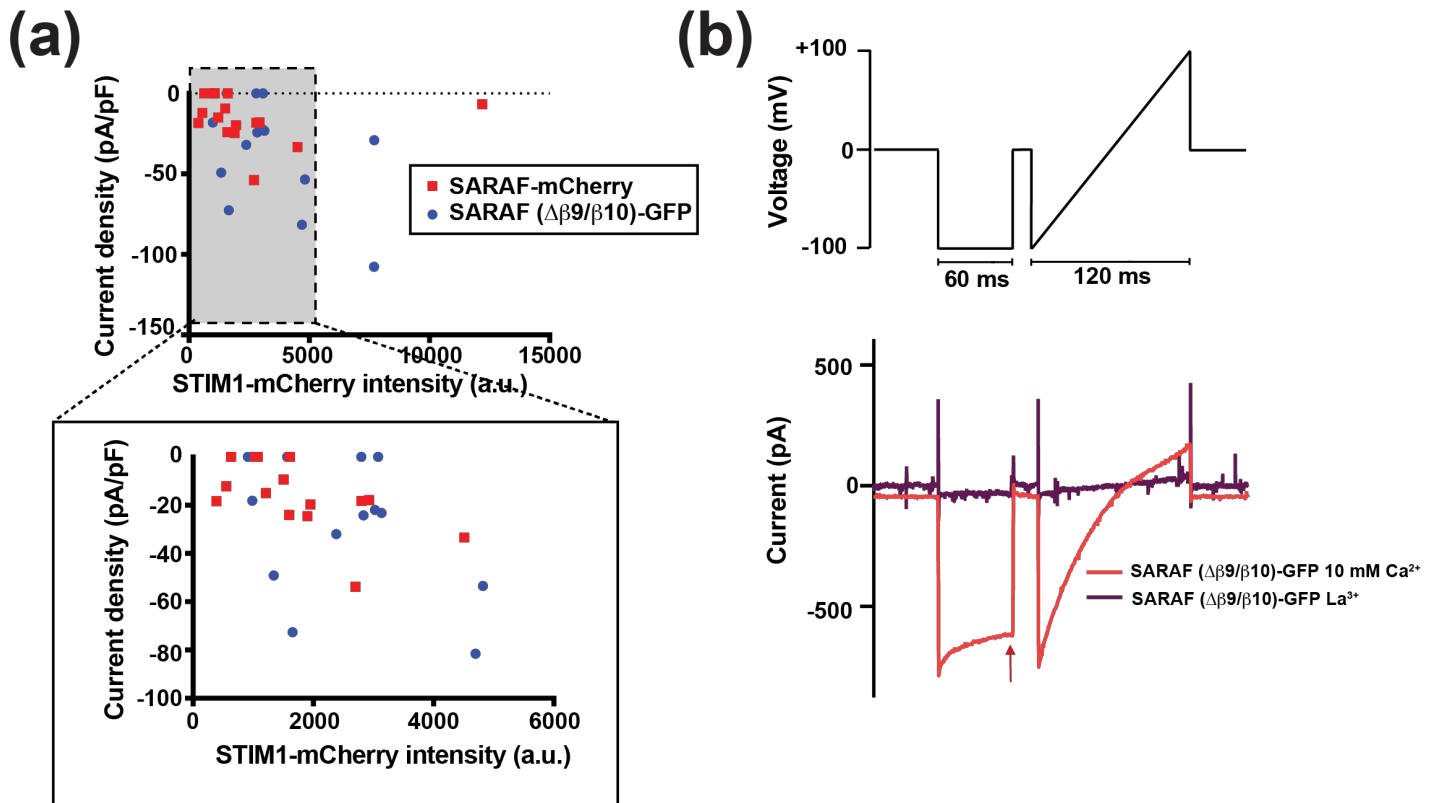 (a)
Current density (pA/pF)
0
-50
-100
-150
0 5000 10000 15000
STIM1-mCherry intensity (a.u.)
SARAF-mCherry
SARAF (Δβ9/β10)-GFP
Current density (pA/pF)
0
-20
-40
-60
-80
-100
0 2000 4000 6000
STIM1-mCherry intensity (a.u.)
(b)
Voltage (mV)
+100
0
-100
60 ms
120 ms
Current (pA)
500
0
-500
SARAF (Δβ9/β10)-GFP 10 mM Ca²⁺
SARAF (Δβ9/β10)-GFP La³⁺